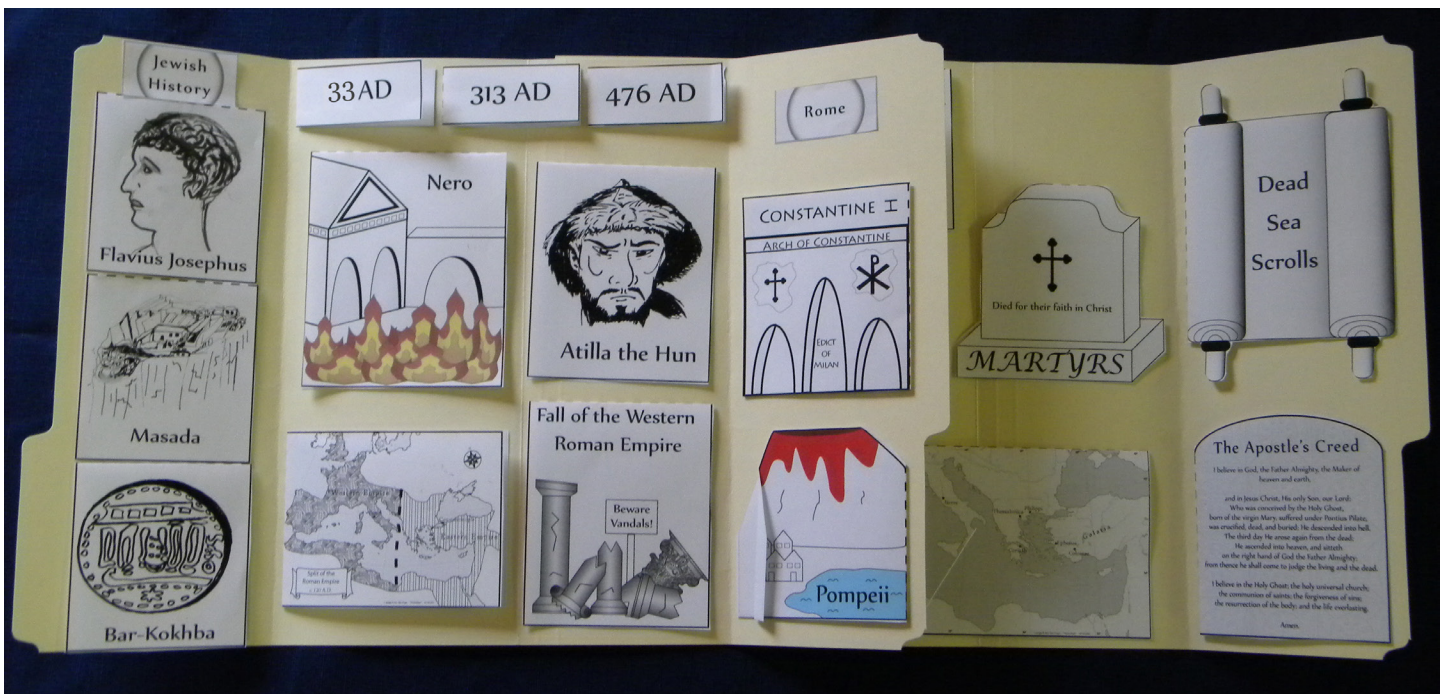 Jewish
History
Flavius Josephus
Masada
Bar-Kokhba
33 AD
313 AD
476 AD
Nero
Atilla the Hun
Split of the
Roman Empire
Fall of the Western
Roman Empire
Beware
Vandals!
Rome
CONSTANTINE I
ARCH OF CONSTANTINE
EDICT
OF
MILAN
Pompeii
Died for their faith in Christ
MARTYRS
Galatia
Dead
Sea
Scrolls
The Apostle's Creed
I believe in God, the Father Almighty, the Maker of
heaven and earth,
and in Jesus Christ, His only Son, our Lord:
Who was conceived by the Holy Ghost,
born of the virgin Mary, suffered under Pontius Pilate,
was crucified, dead, and buried; He descended into hell.
The third day He arose again from the dead;
He ascended into heaven, and sitteth
on the right hand of God the Father Almighty;
from thence he shall come to judge the living and the dead.
I believe in the Holy Ghost; the holy universal church;
the communion of saints; the forgiveness of sins;
the resurrection of the body; and the life everlasting.
Amen.